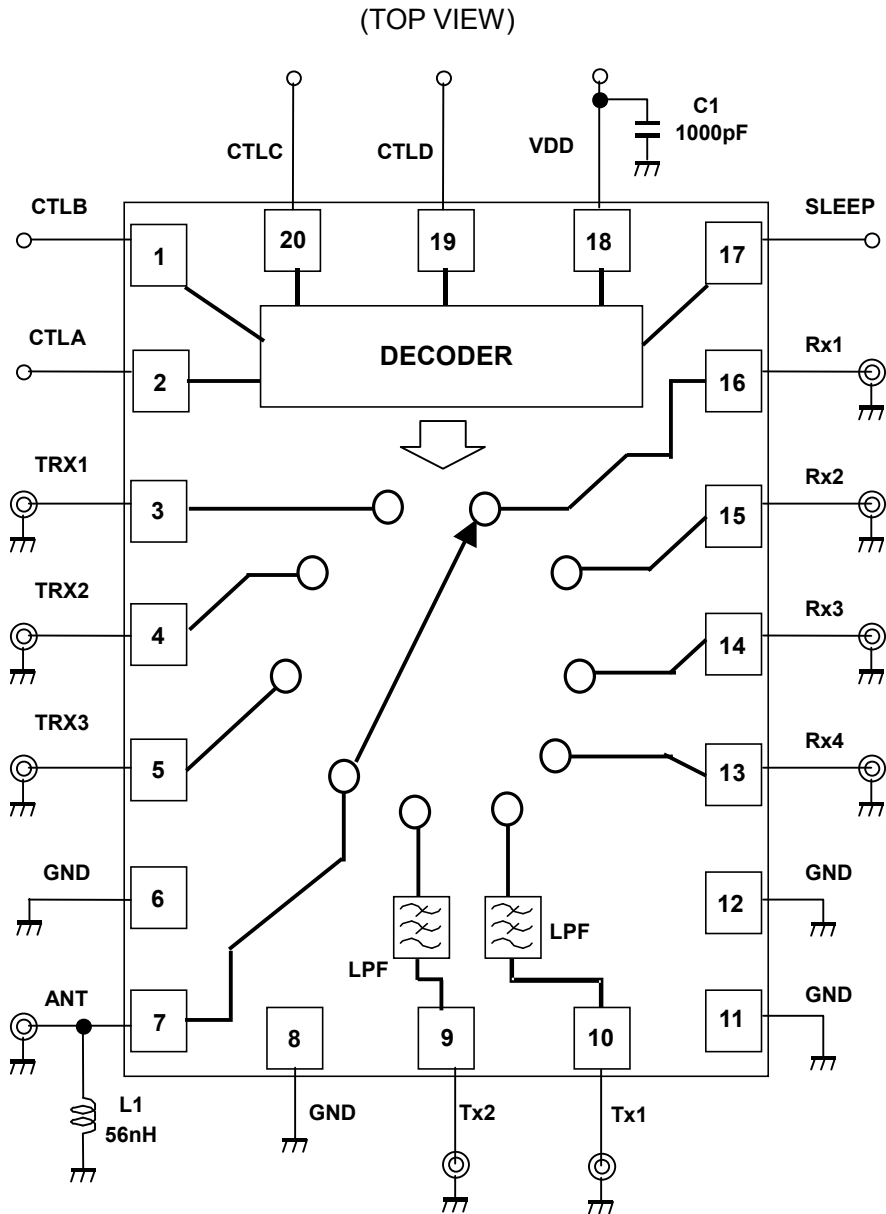 (TOP VIEW)
C1
1000pF
CTLC
CTLD
VDD
CTLB
SLEEP
1
20
19
18
17
CTLA
DECODER
Rx1
2
16
TRX1
Rx2
3
15
TRX2
Rx3
4
14
TRX3
Rx4
5
13
GND
GND
6
12
LPF
LPF
ANT
GND
7
8
9
10
11
L1
56nH
GND
Tx2
Tx1